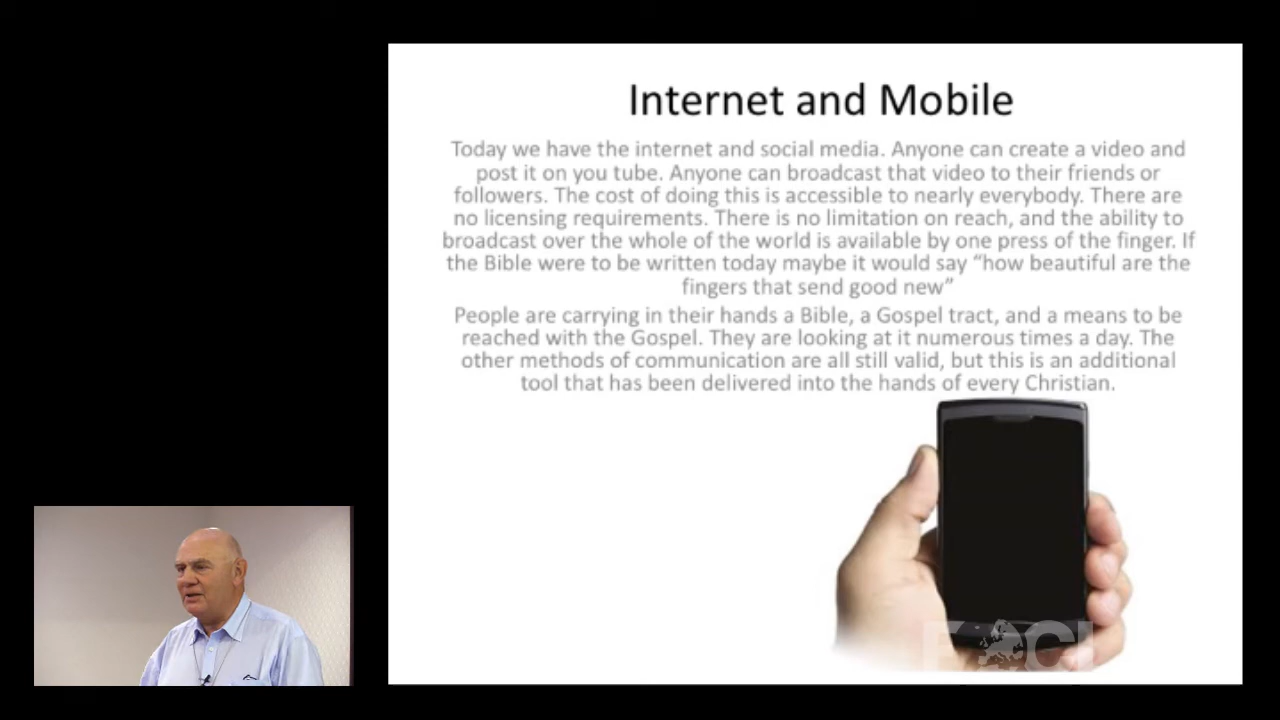 Internet and Mobile
Today we have the internet and social media. Anyone can create a video and
post it on you tube. Anyone can broadcast that video to their friends or
followers. The cost of doing this is accessible to nearly everybody. There are
no licensing requirements. There is no limitation on reach, and the ability to
broadcast over the whole of the world is available by one press of the finger. If
the Bible were to be written today maybe it would say “how beautiful are the
fingers that send good new”
People are carrying in their hands a Bible, a Gospel tract, and a means to be
reached with the Gospel. They are looking at it numerous times a day. The
other methods of communication are all still valid, but this is an additional
tool that has been delivered into the hands of every Christian.